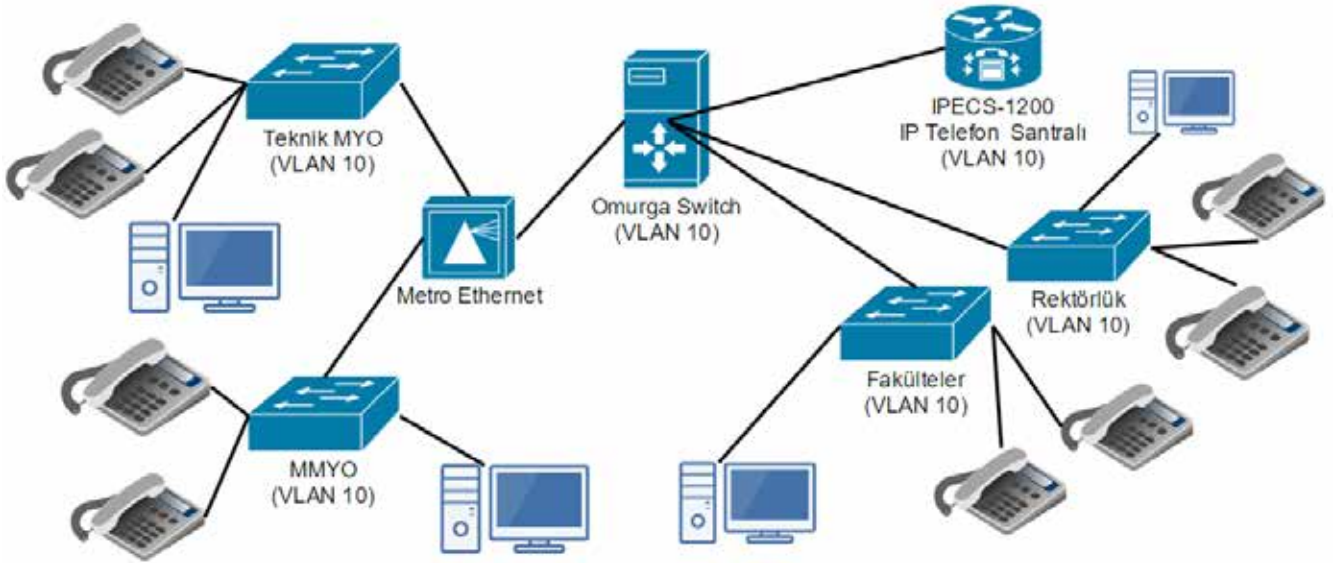 Teknik MYO
(VLAN 10)
Metro Ethernet
MMYO
(VLAN 10)
Omurga Switch
(VLAN 10)
IPECS-1200
IP Telefon Santralı
(VLAN 10)
Rektörlük
(VLAN 10)
Fakülteler
(VLAN 10)